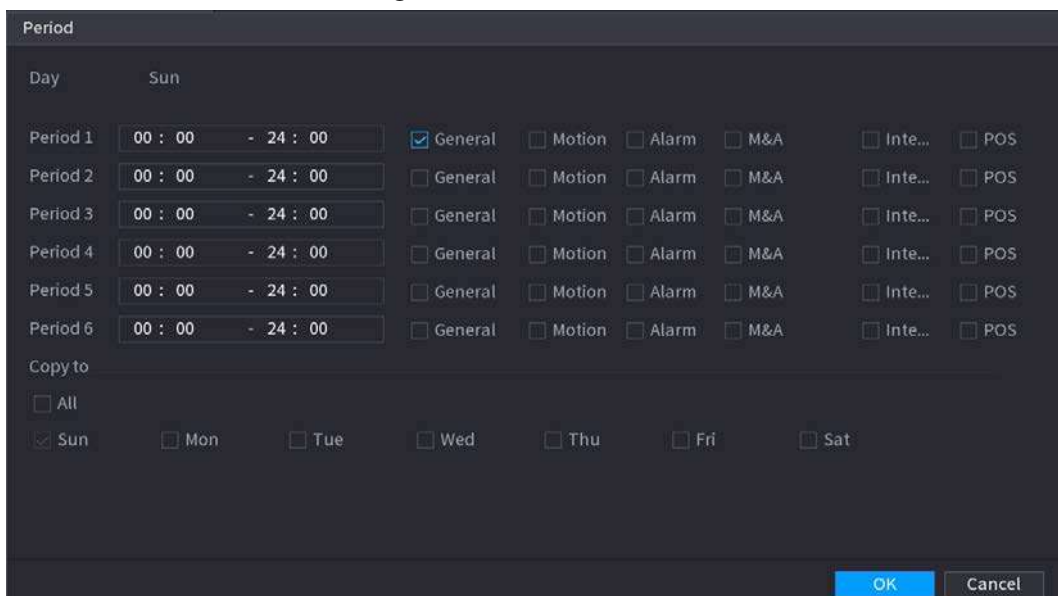 Period
Day Sun
Period 1 00 : 00 - 24 : 00 General Motion Alarm M&A Inte... POS
Period 2 00 : 00 - 24 : 00 General Motion Alarm M&A Inte... POS
Period 3 00 : 00 - 24 : 00 General Motion Alarm M&A Inte... POS
Period 4 00 : 00 - 24 : 00 General Motion Alarm M&A Inte... POS
Period 5 00 : 00 - 24 : 00 General Motion Alarm M&A Inte... POS
Period 6 00 : 00 - 24 : 00 General Motion Alarm M&A Inte... POS
Copy to
All
Sun Mon Tue Wed Thu Fri Sat
OK Cancel